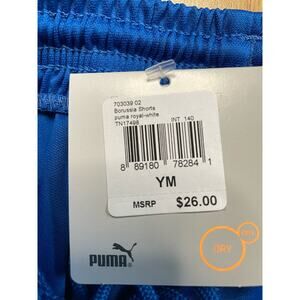 703039 02
Borussia Shorts
puma royal-white
TN17498
INT 140
8 89180 78284 1
YM
MSRP $26.00
PUMA
DRY